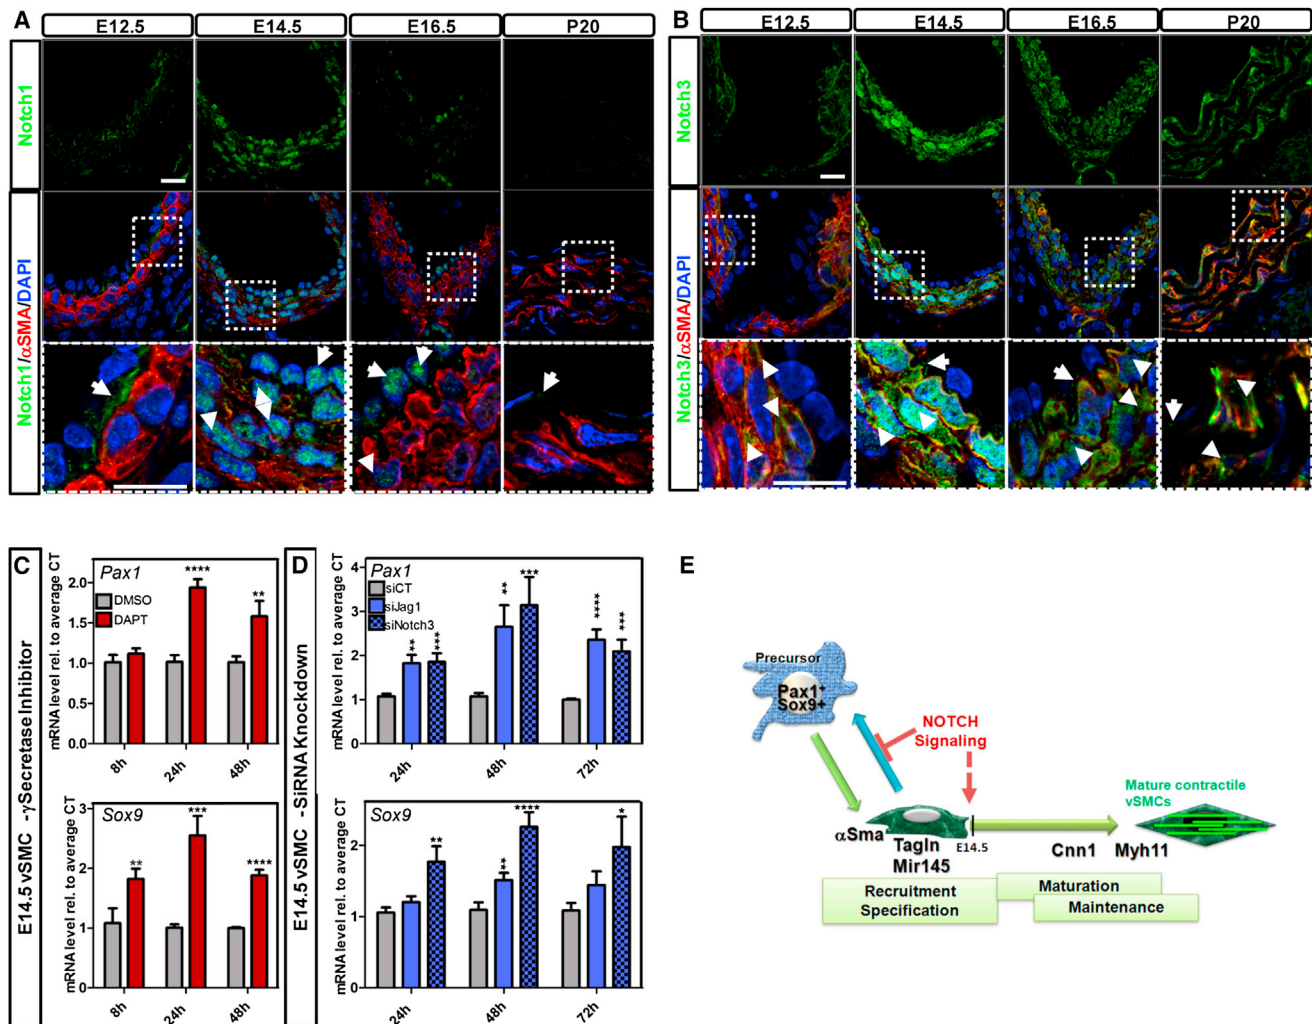 A
E12.5 E14.5 E16.5 P20
Notch1
Notch1/αSMA/DAPI
B
E12.5 E14.5 E16.5 P20
Notch3
Notch3/αSMA/DAPI
C
E14.5 vSMC -γSecretase Inhibitor
mRNA level rel. to average CT
Pax1
DMSO
DAPT
2.0
1.5
1.0
0.5
0.0
**** **
8h 24h 48h
mRNA level rel. to average CT
Sox9
3
2
1
0
** *** ****
8h 24h 48h
D
E14.5 vSMC -SiRNA Knockdown
mRNA level rel. to average CT
Pax1
siCT
siJag1
siNotch3
4
3
2
1
0
** *** ** *** **** ***
24h 48h 72h
mRNA level rel. to average CT
Sox9
2
1
0
** ** **** *
24h 48h 72h
E
Precursor
Pax1+
Sox9+
NOTCH
Signaling
Mature contractile
vSMCs
αSma
Tagln
Mir145
E14.5
Cnn1
Myh11
Recruitment
Specification
Maturation
Maintenance